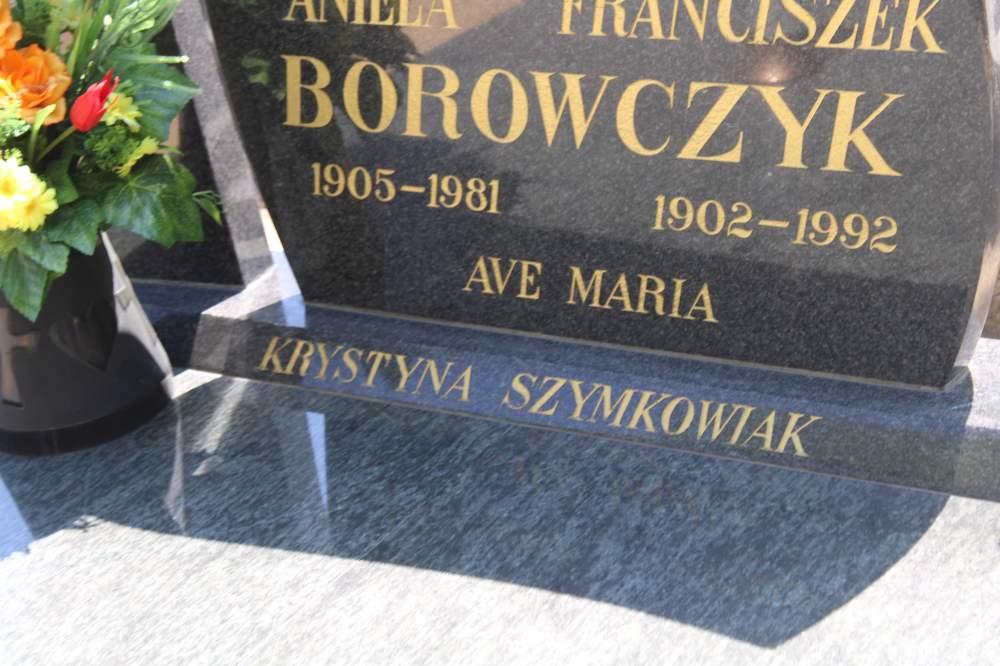 ANIELA FRANCISZEK
BOROWCZYK
1905–1981 1902–1992
AVE MARIA
KRYSTYNA SZYMKOWIAK